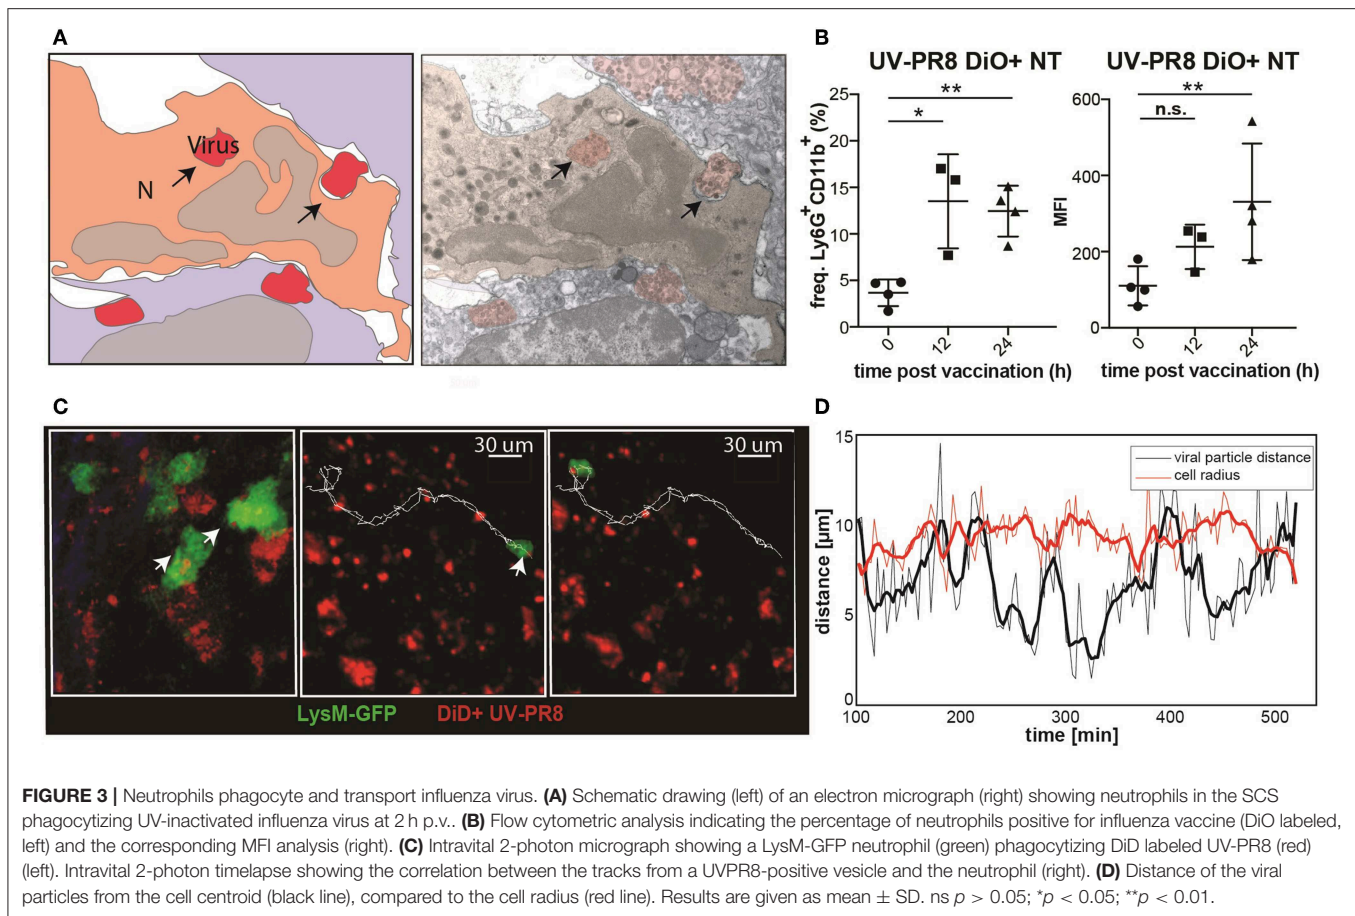 A
Virus
N
B
UV-PR8 DiO+ NT
freq. Ly6G+ CD11b+ (%)
25
20
15
10
5
0
**
*
0
12
24
time post vaccination (h)
UV-PR8 DiO+ NT
MFI
600
400
200
0
**
n.s.
0
12
24
time post vaccination (h)
C
30 um
30 um
LysM-GFP
DiD+ UV-PR8
D
distance [µm]
15
10
5
0
viral particle distance
cell radius
100
200
300
400
500
time [min]
FIGURE 3 | Neutrophils phagocyte and transport influenza virus. (A) Schematic drawing (left) of an electron micrograph (right) showing neutrophils in the SCS
phagocytizing UV-inactivated influenza virus at 2 h p.v.. (B) Flow cytometric analysis indicating the percentage of neutrophils positive for influenza vaccine (DiO labeled,
left) and the corresponding MFI analysis (right). (C) Intravital 2-photon micrograph showing a LysM-GFP neutrophil (green) phagocytizing DiD labeled UV-PR8 (red)
(left). Intravital 2-photon timelapse showing the correlation between the tracks from a UVPR8-positive vesicle and the neutrophil (right). (D) Distance of the viral
particles from the cell centroid (black line), compared to the cell radius (red line). Results are given as mean ± SD. ns p > 0.05; *p < 0.05; **p < 0.01.